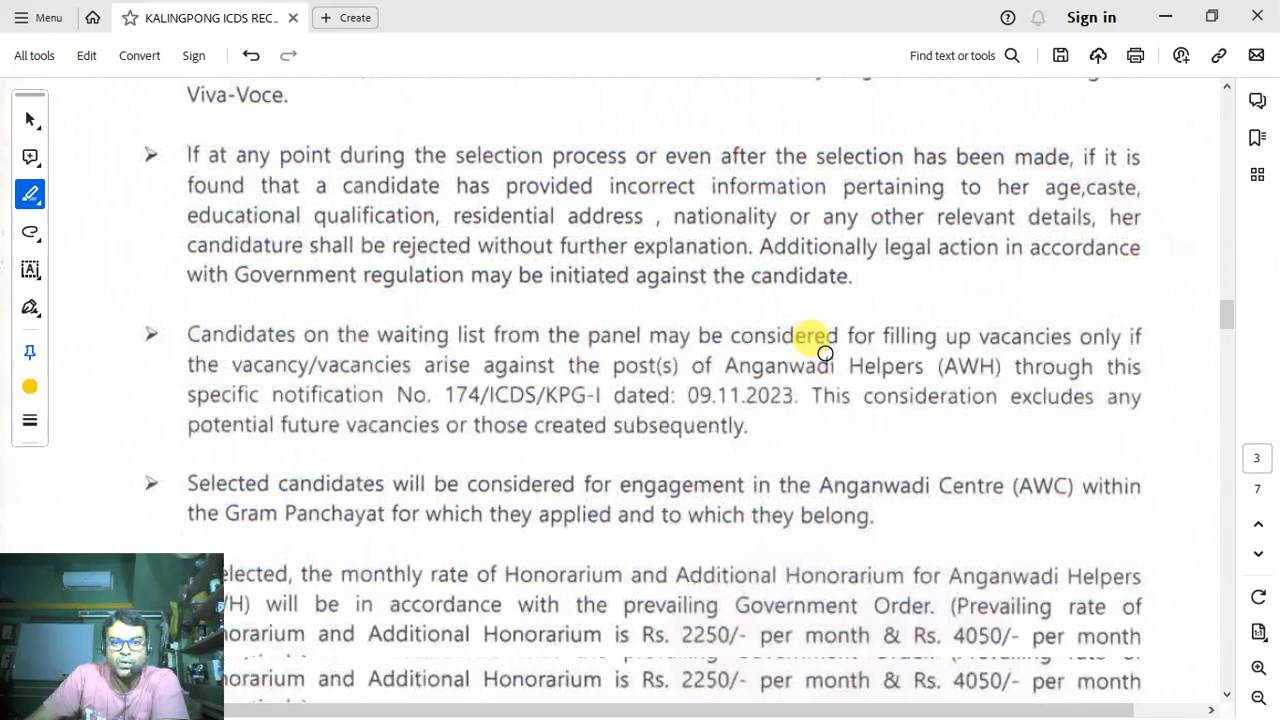 Menu
KALINGPONG ICDS REC...
Create
Sign in
All tools
Edit
Convert
Sign
Find text or tools
Viva-Voce.
If at any point during the selection process or even after the selection has been made, if it is
found that a candidate has provided incorrect information pertaining to her age,caste,
educational qualification, residential address , nationality or any other relevant details, her
candidature shall be rejected without further explanation. Additionally legal action in accordance
with Government regulation may be initiated against the candidate.
Candidates on the waiting list from the panel may be considered for filling up vacancies only if
the vacancy/vacancies arise against the post(s) of Anganwadi Helpers (AWH) through this
specific notification No. 174/ICDS/KPG-I dated: 09.11.2023. This consideration excludes any
potential future vacancies or those created subsequently.
Selected candidates will be considered for engagement in the Anganwadi Centre (AWC) within
the Gram Panchayat for which they applied and to which they belong.
elected, the monthly rate of Honorarium and Additional Honorarium for Anganwadi Helpers
/H) will be in accordance with the prevailing Government Order. (Prevailing rate of
norarium and Additional Honorarium is Rs. 2250/- per month & Rs. 4050/- per month
norarium and Additional Honorarium is Rs. 2250/- per month & Rs. 4050/- per month
3
7